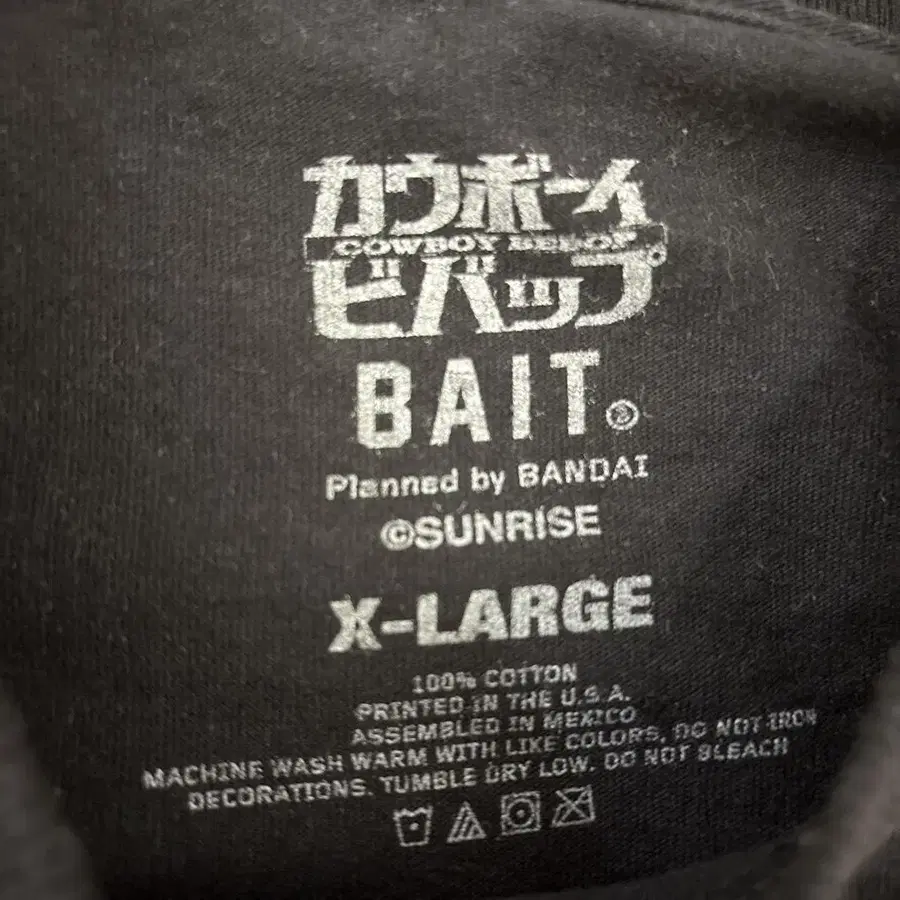 カウボーイ
COWBOY BEBOP
ビバップ
BAIT®
Planned by BANDAI
©SUNRISE
X-LARGE
100% COTTON
PRINTED IN THE U.S.A.
ASSEMBLED IN MEXICO
MACHINE WASH WARM WITH LIKE COLORS. DO NOT IRON
DECORATIONS. TUMBLE DRY LOW. DO NOT BLEACH